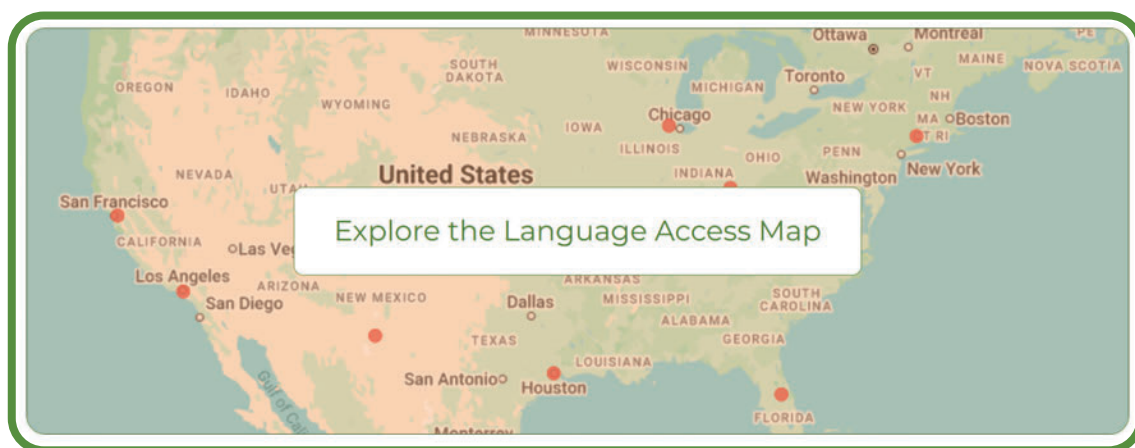 MINNESOTA
Ottawa
Montreal
PE
OREGON
IDAHO
SOUTH
DAKOTA
WISCONSIN
MICHIGAN
Toronto
VT
MAINE
NOVA SCOTIA
WYOMING
NH
NEW YORK
NEBRASKA
IOWA
Chicago
MA
Boston
ILLINOIS
OHIO
PENN
RI
NEVADA
United States
INDIANA
Washington
New York
San Francisco
Explore the Language Access Map
CALIFORNIA
Los Angeles
ARIZONA
NEW MEXICO
ARKANSAS
San Diego
Dallas
MISSISSIPPI
SOUTH
CAROLINA
ALABAMA
TEXAS
GEORGIA
LOUISIANA
San Antonio
Houston
FLORIDA
Monterrey